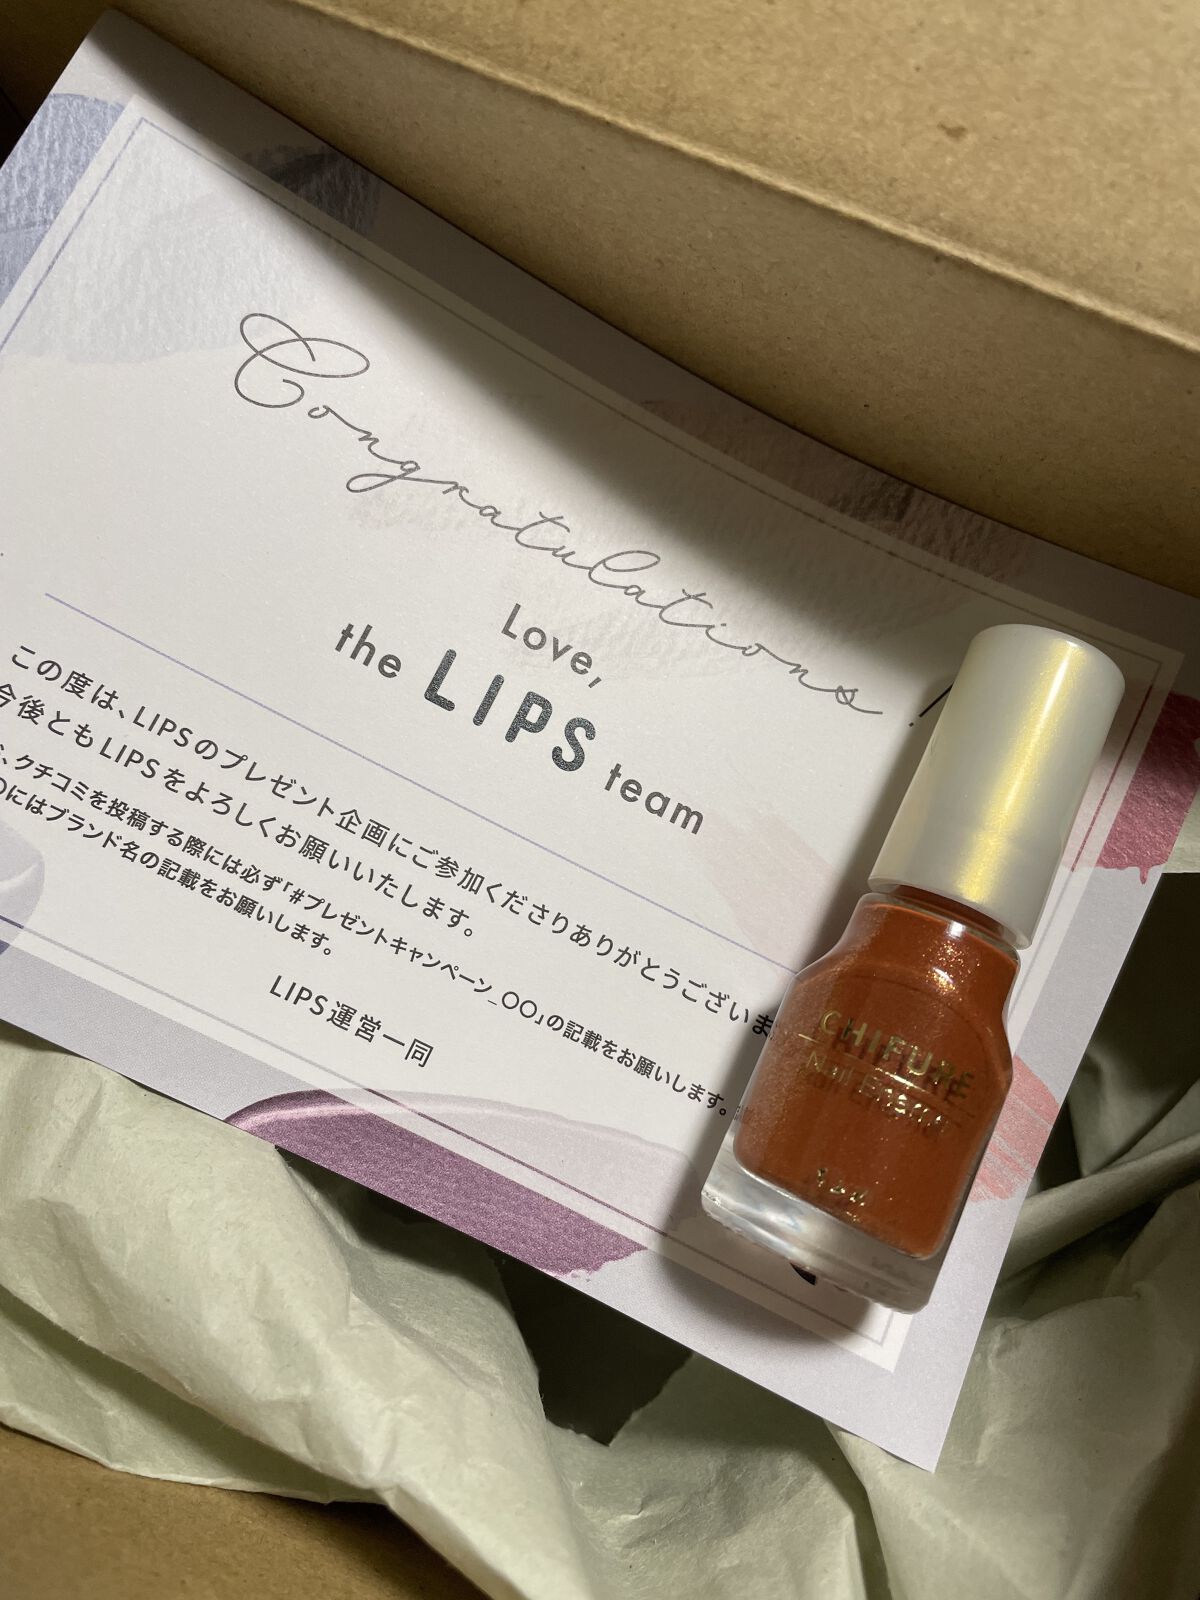 Congratulations!
Love,
the LIPS team
この度は、LIPSのプレゼント企画にご参加くださりありがとうございま
今後ともLIPSをよろしくお願いいたします。
、クチコミを投稿する際には必ず「#プレゼントキャンペーン_〇〇」の記載をお願いします。
にはブランド名の記載をお願いします。
LIPS運営一同
CHIFURE
Nail Enamel